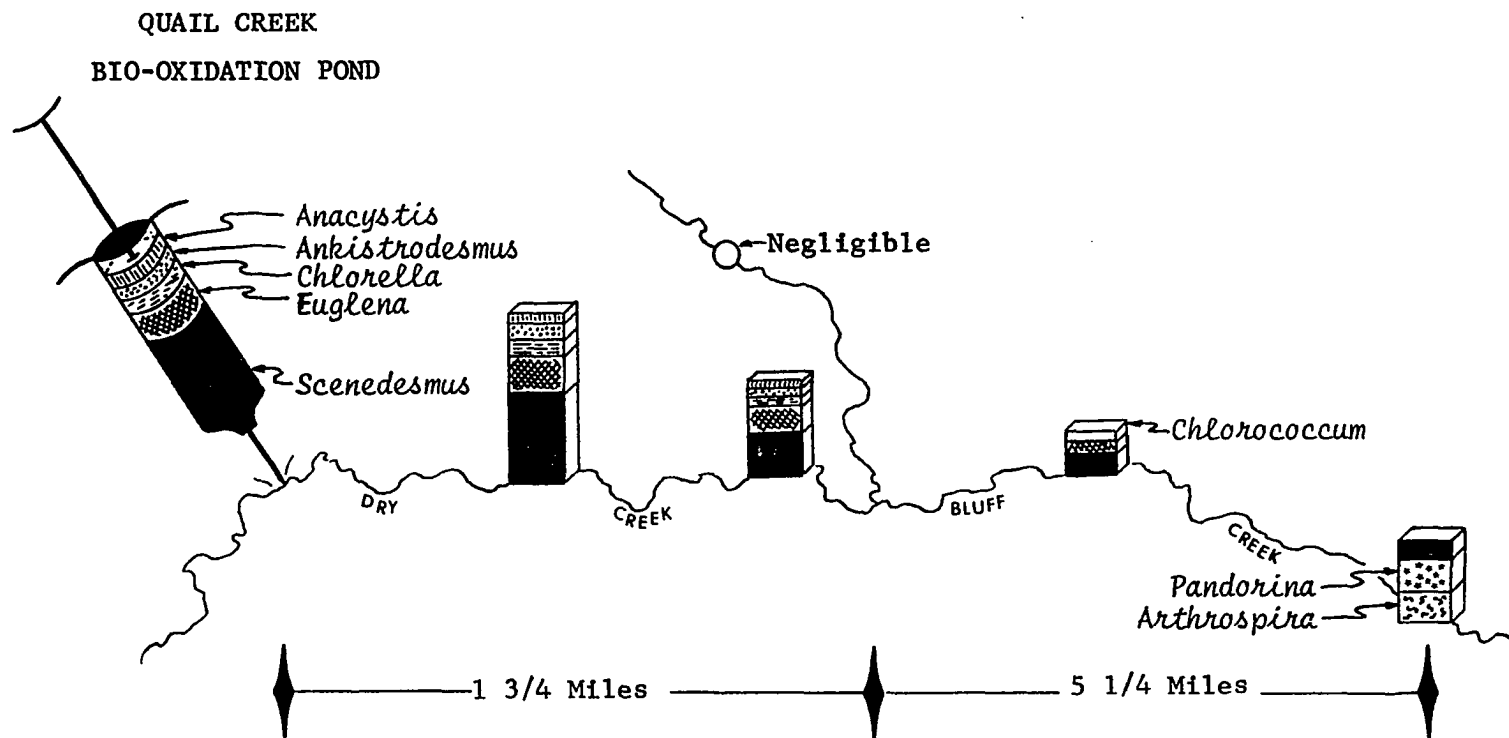 QUAIL CREEK
BIO-OXIDATION POND
Anacystis
Ankistrodesmus
Chlorella
Euglena
Scenedesmus
Negligible
Chlorococcum
DRY
CREEK
BLUFF
CREEK
Pandorina
Arthrospira
1 3/4 Miles
5 1/4 Miles